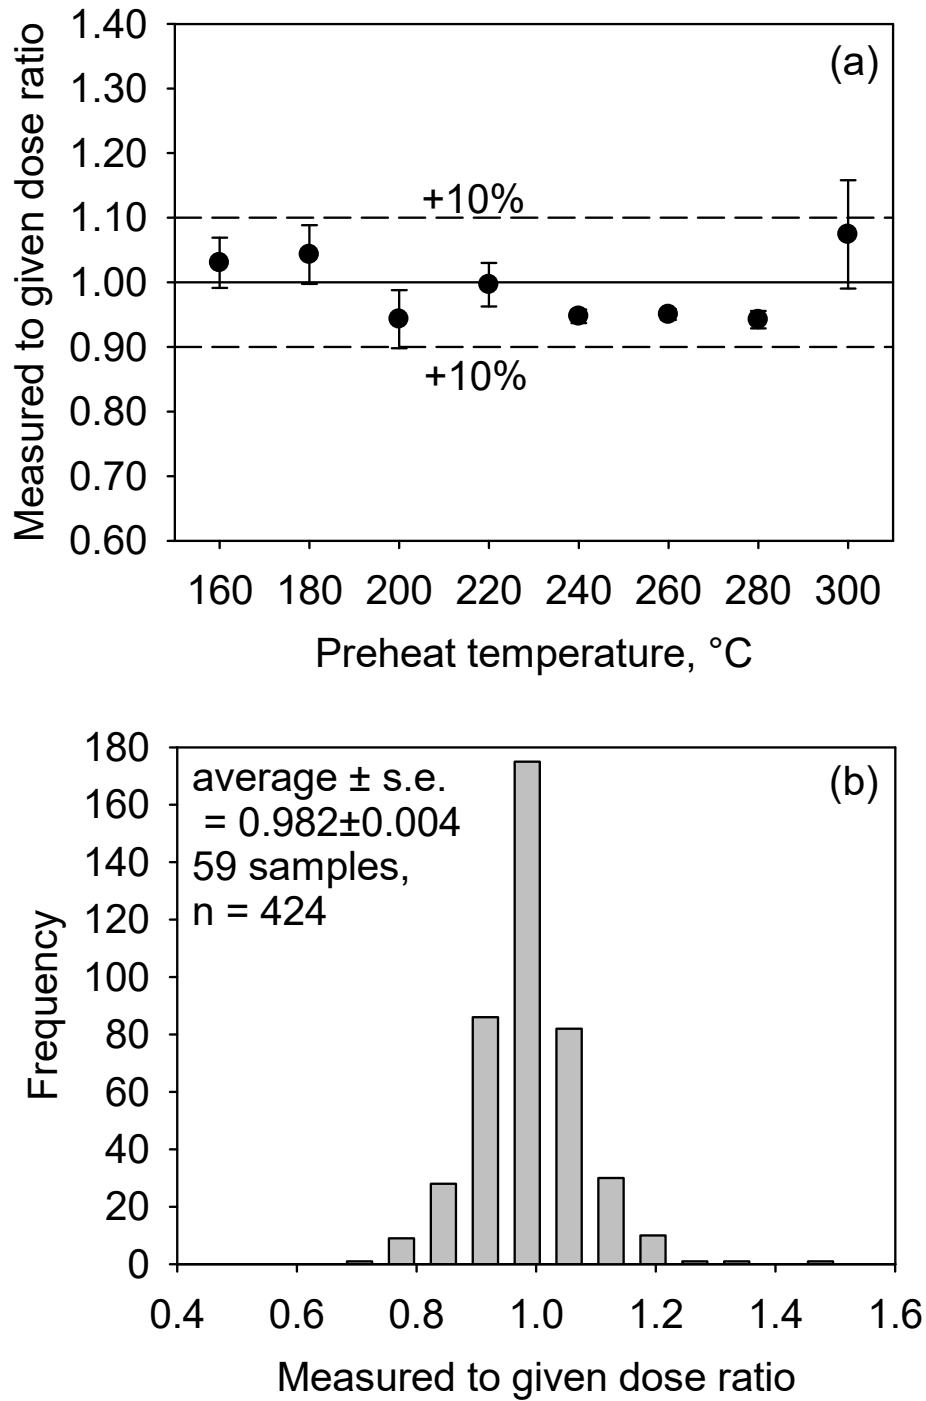 Measured to given dose ratio
1.40
1.30
1.20
1.10
1.00
0.90
0.80
0.70
0.60
(a)
+10%
+10%
160 180 200 220 240 260 280 300
Preheat temperature, °C
Frequency
180
160
140
120
100
80
60
40
20
0
average ± s.e.
= 0.982±0.004
59 samples,
n = 424
(b)
0.4 0.6 0.8 1.0 1.2 1.4 1.6
Measured to given dose ratio